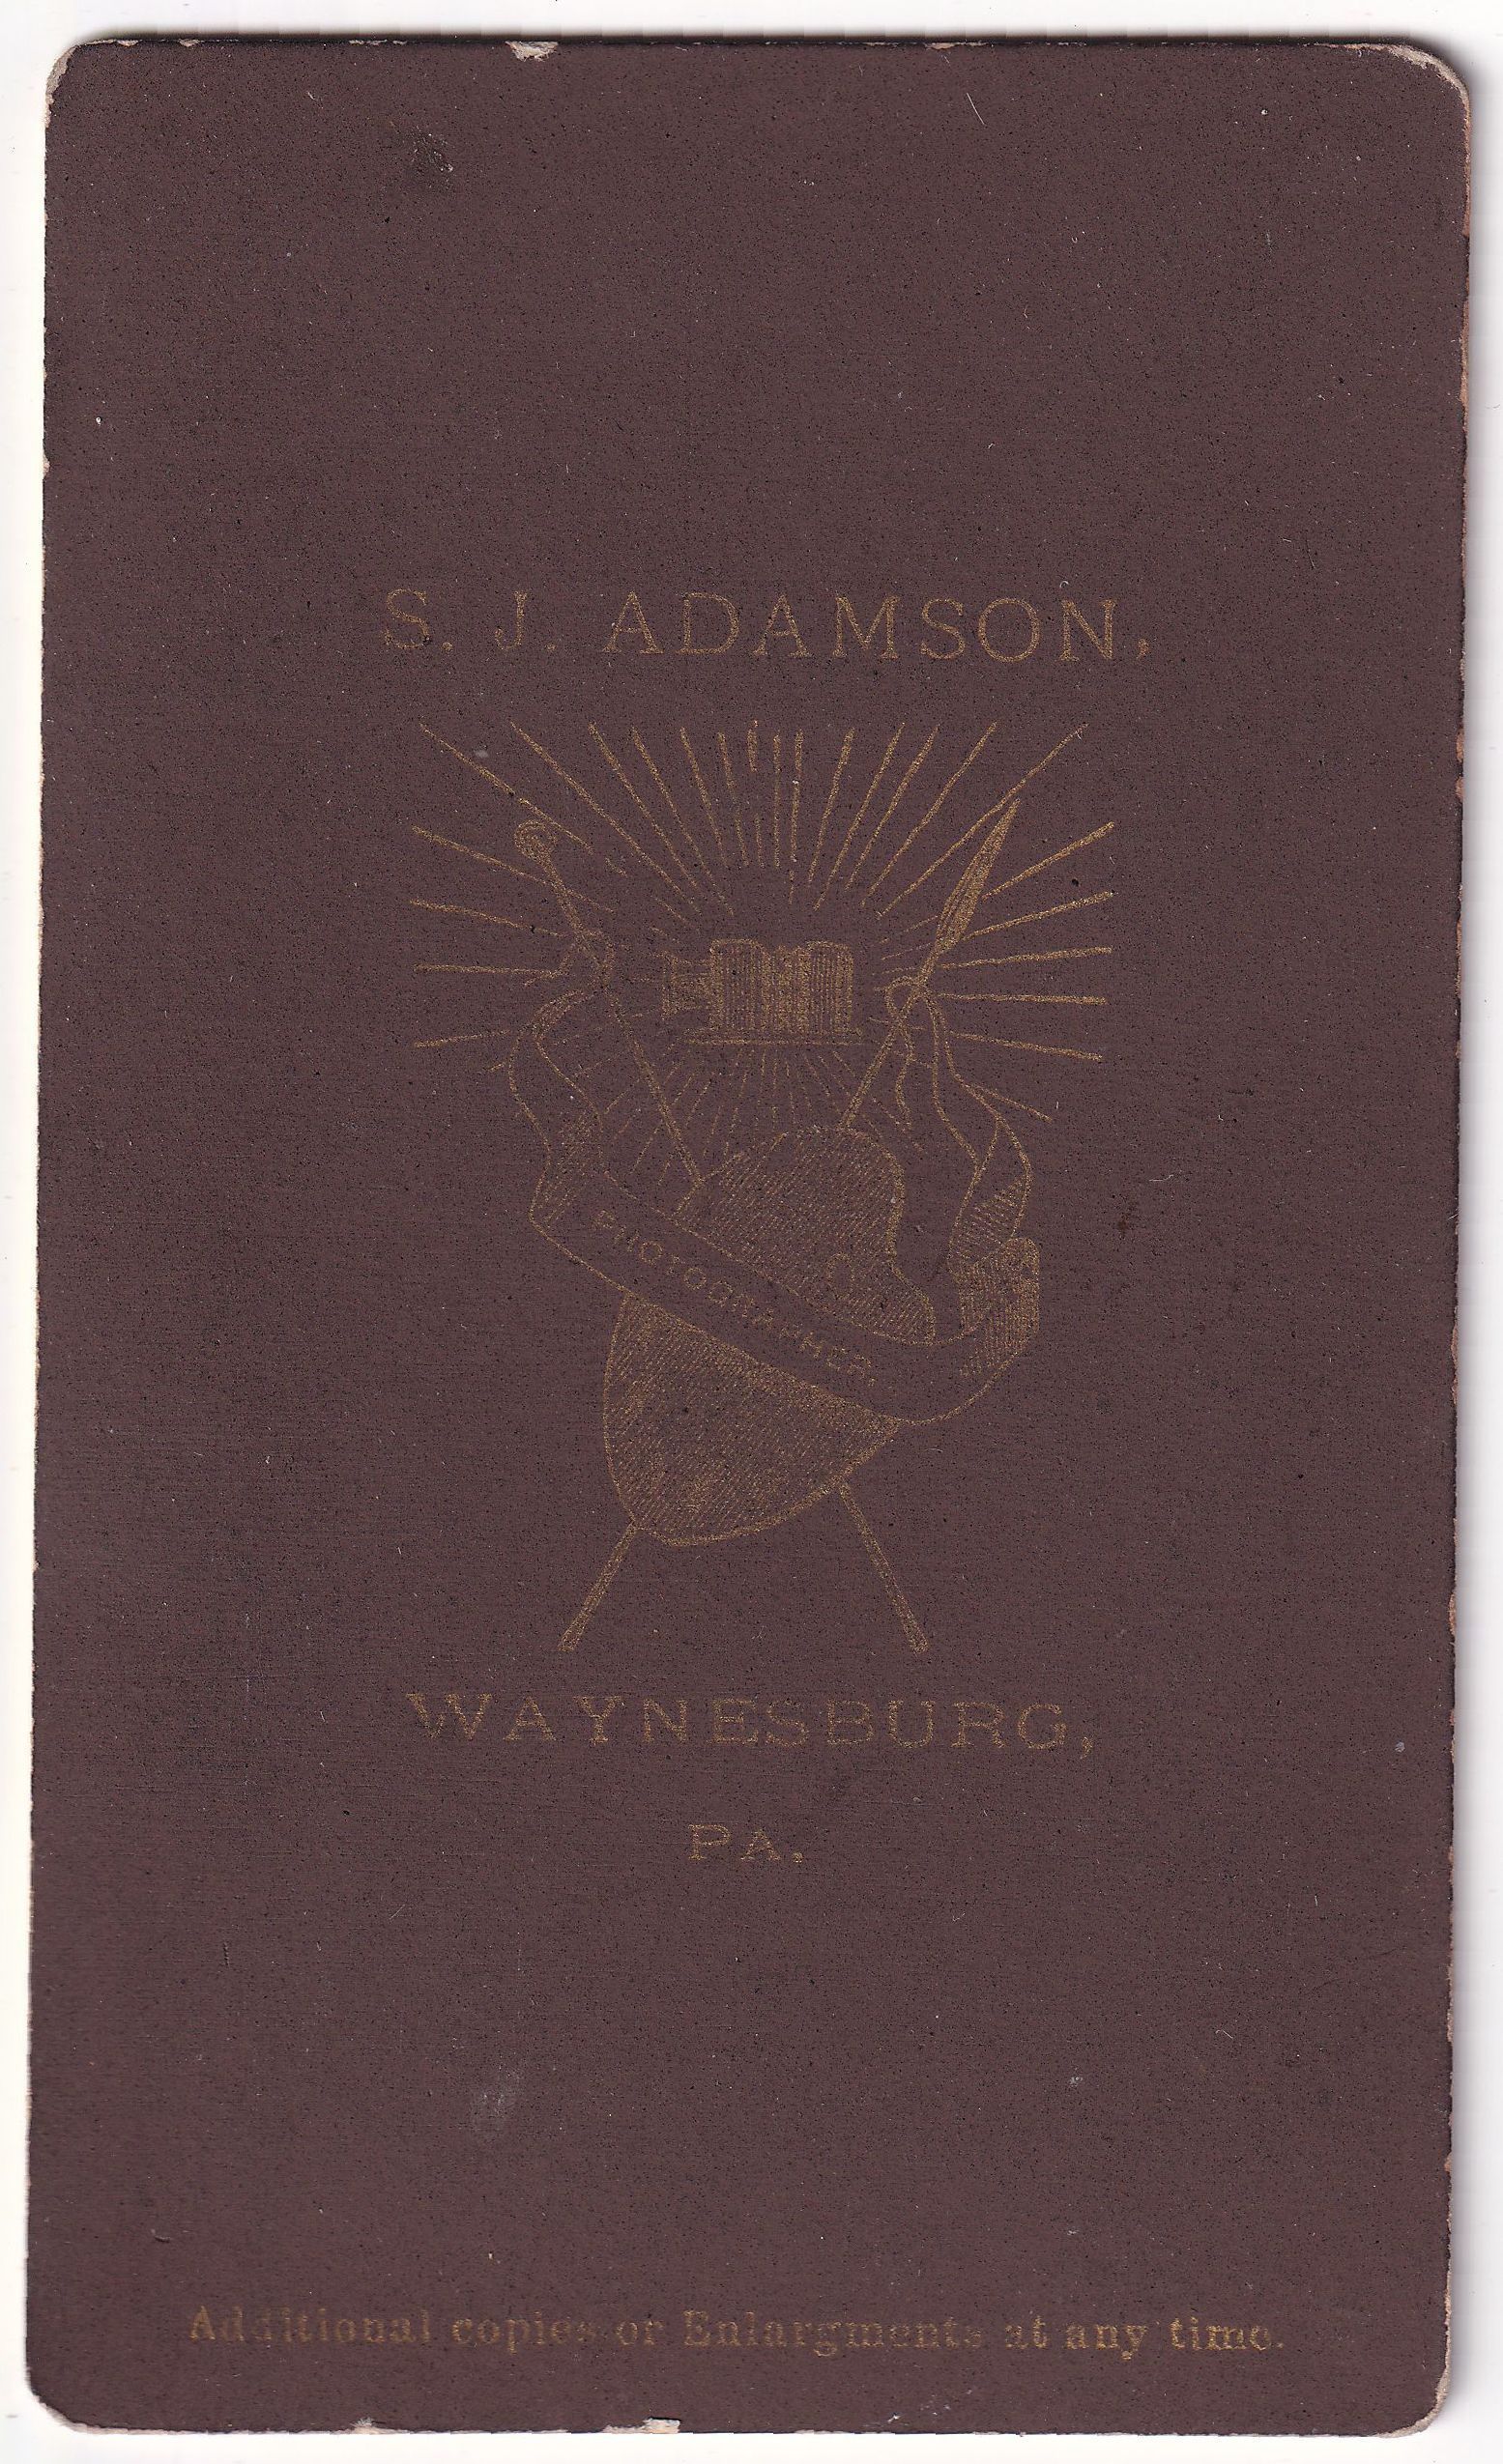 S. J. ADAMSON,
PHOTOGRAPHER.
WAYNESBURG,
PA.
Additional copies or Enlargments at any time.